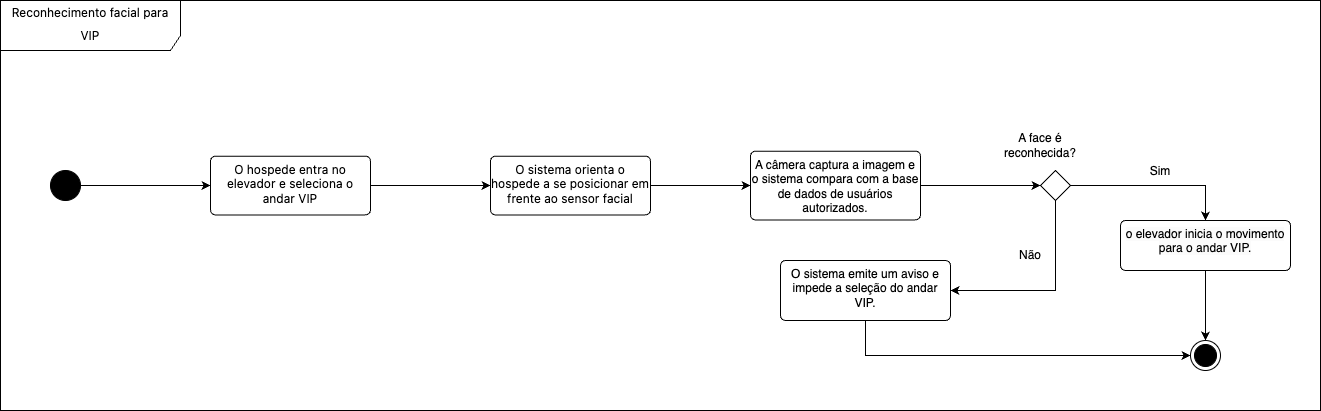 Reconhecimento facial para
VIP
O hospede entra no
elevador e seleciona o
andar VIP
O sistema orienta o
hospede a se posicionar em
frente ao sensor facial
A câmera captura a imagem e
o sistema compara com a base
de dados de usuários
autorizados.
A face é
reconhecida?
Sim
o elevador inicia o movimento
para o andar VIP.
Não
O sistema emite um aviso e
impede a seleção do andar
VIP.